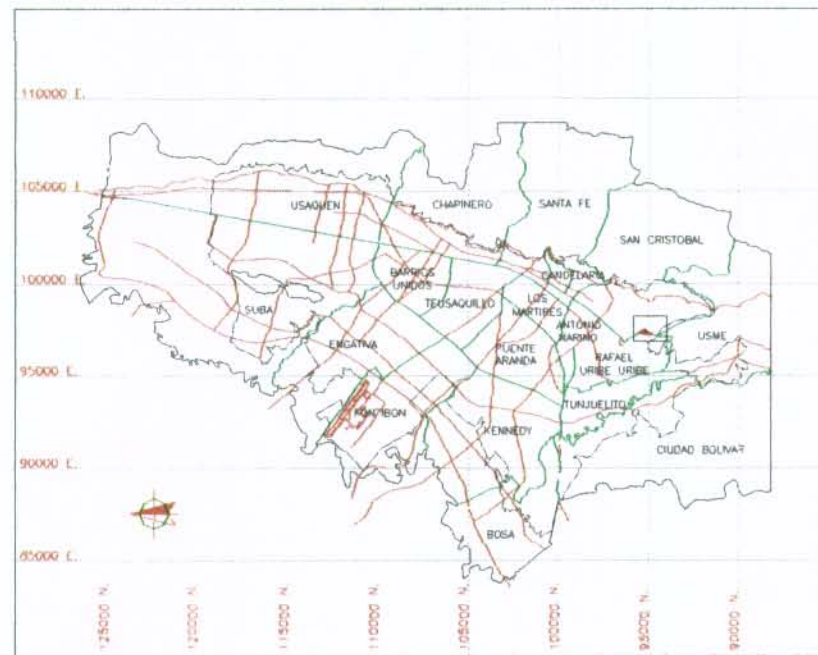 110000 E.
105000 E.
100000 E.
95000 E.
90000 E.
85000 E.
USAQUEN
CHAPINERO
SANTA FE
SAN CRISTOBAL
BARRIOS
UNIDOS
TEUSAQUILLO
CANDELARIA
LOS
MARTIRES
ANTONIO
NARINO
SUBA
ENGATIVA
PUENTE
ARANDA
RAFAEL
URIBE URIBE
USME
FONTIBON
TUNJUELITO
KENNEDY
CIUDAD BOLIVAR
BOSA
125000 N.
120000 N.
115000 N.
110000 N.
105000 N.
100000 N.
95000 N.
90000 N.